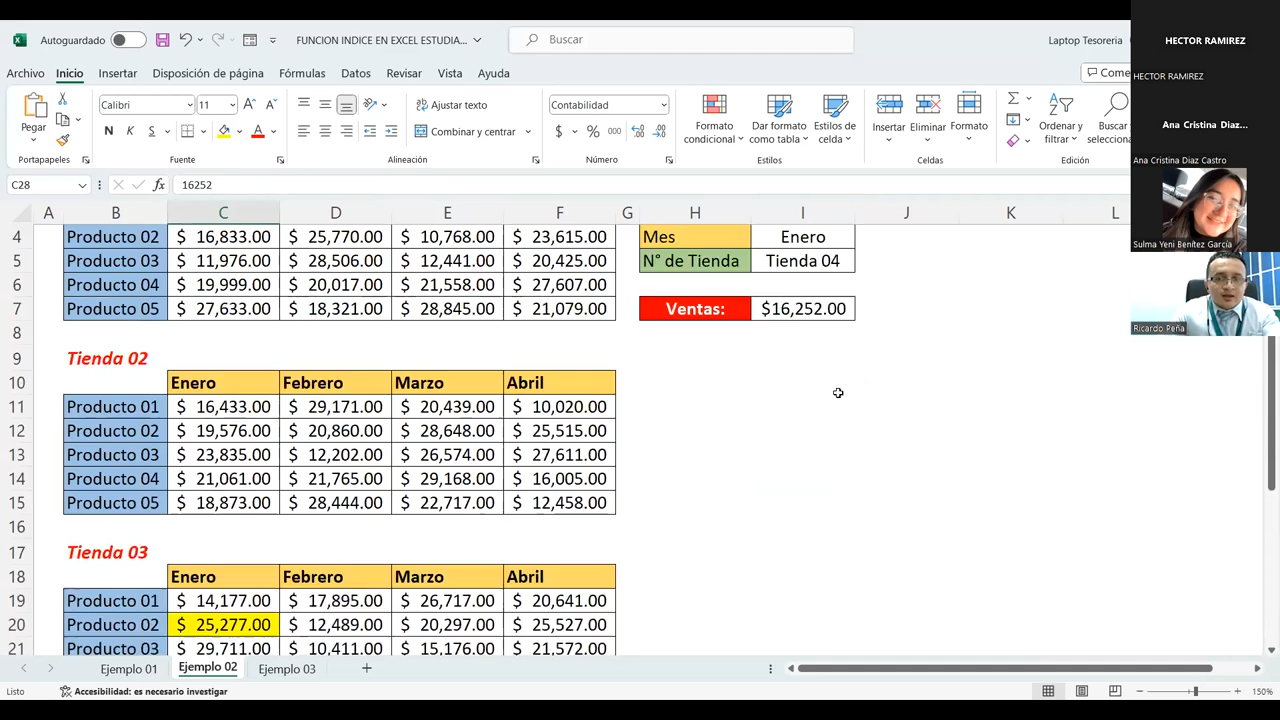 Autoguardado
FUNCION INDICE EN EXCEL ESTUDIA...
Buscar
Laptop Tesoreria
Archivo Inicio Insertar Disposición de página Fórmulas Datos Revisar Vista Ayuda
Come
Pegar
Calibri 11
N K S
Ajustar texto
Combinar y centrar
Contabilidad
$ % 000
Formato condicional
Dar formato como tabla
Estilos de celda
Insertar
Eliminar
Formato
Ordenar y filtrar
Buscar selecciona
Portapapeles Fuente Alineación Número Estilos Celdas Edición
C28 fx 16252
A B C D E F G H I J K L
4 Producto 02 $ 16,833.00 $ 25,770.00 $ 10,768.00 $ 23,615.00 Mes Enero
5 Producto 03 $ 11,976.00 $ 28,506.00 $ 12,441.00 $ 20,425.00 N° de Tienda Tienda 04
6 Producto 04 $ 19,999.00 $ 20,017.00 $ 21,558.00 $ 27,607.00
7 Producto 05 $ 27,633.00 $ 18,321.00 $ 28,845.00 $ 21,079.00 Ventas: $16,252.00
8
9 Tienda 02
10 Enero Febrero Marzo Abril
11 Producto 01 $ 16,433.00 $ 29,171.00 $ 20,439.00 $ 10,020.00
12 Producto 02 $ 19,576.00 $ 20,860.00 $ 28,648.00 $ 25,515.00
13 Producto 03 $ 23,835.00 $ 12,202.00 $ 26,574.00 $ 27,611.00
14 Producto 04 $ 21,061.00 $ 21,765.00 $ 29,168.00 $ 16,005.00
15 Producto 05 $ 18,873.00 $ 28,444.00 $ 22,717.00 $ 12,458.00
16
17 Tienda 03
18 Enero Febrero Marzo Abril
19 Producto 01 $ 14,177.00 $ 17,895.00 $ 26,717.00 $ 20,641.00
20 Producto 02 $ 25,277.00 $ 12,489.00 $ 20,297.00 $ 25,527.00
21 Producto 03 $ 29,711.00 $ 10,411.00 $ 15,176.00 $ 21,572.00
Ejemplo 01 Ejemplo 02 Ejemplo 03
Listo Accesibilidad: es necesario investigar 150%
HECTOR RAMIREZ
HECTOR RAMIREZ
Ana Cristina Diaz...
Ana Cristina Diaz Castro
Sulma Yeni Benítez García
Ricardo Peña